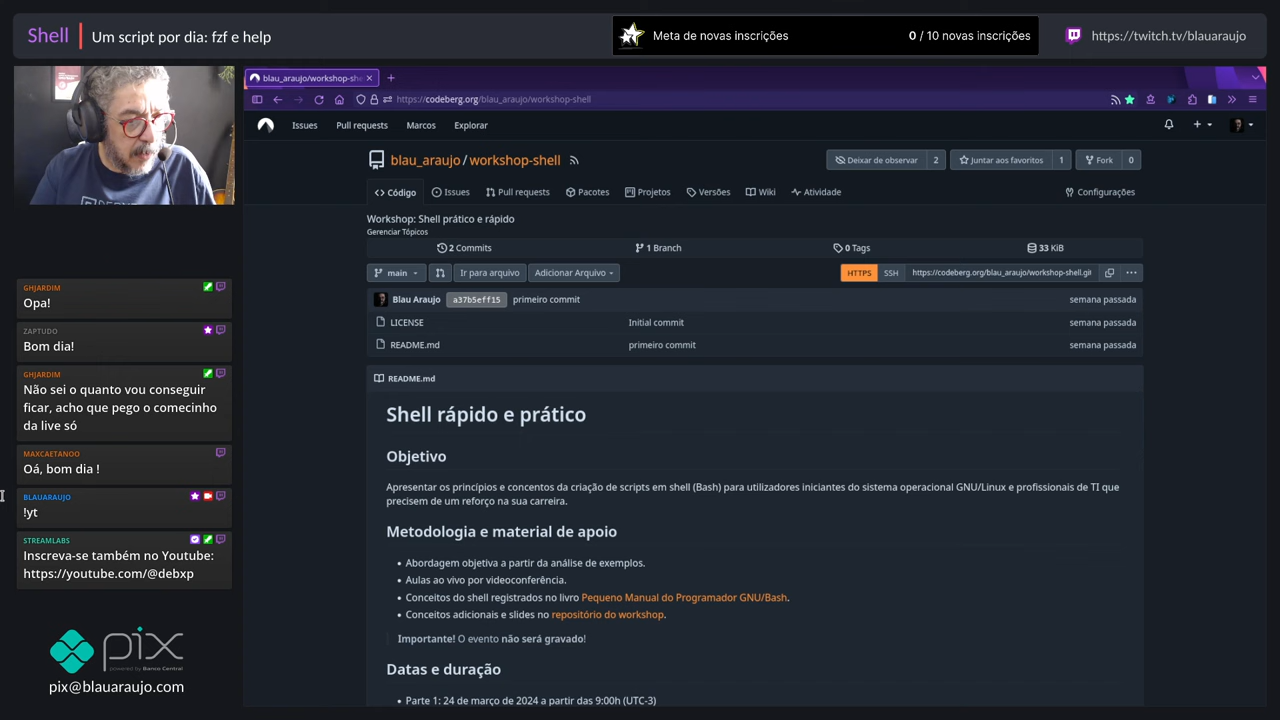 Shell
Um script por dia: fzf e help
Meta de novas inscrições
0 / 10 novas inscrições
https://twitch.tv/blauaraujo
blau_araujo/workshop-she
https://codeberg.org/blau_araujo/workshop-shell
Issues
Pull requests
Marcos
Explorar
blau_araujo/workshop-shell
Deixar de observar
2
Juntar aos favoritos
1
Fork
0
Código
Issues
Pull requests
Pacotes
Projetos
Versões
Wiki
Atividade
Configurações
Workshop: Shell prático e rápido
Gerenciar Tópicos
2 Commits
1 Branch
0 Tags
33 KiB
main
Ir para arquivo
Adicionar Arquivo
HTTPS
SSH
https://codeberg.org/blau_araujo/workshop-shell.git
Blau Araujo
a37b5eff15
primeiro commit
semana passada
LICENSE
Initial commit
semana passada
README.md
primeiro commit
semana passada
README.md
Shell rápido e prático
Objetivo
Apresentar os princípios e concentos da criação de scripts em shell (Bash) para utilizadores iniciantes do sistema operacional GNU/Linux e profissionais de TI que
precisem de um reforço na sua carreira.
Metodologia e material de apoio
• Abordagem objetiva a partir da análise de exemplos.
• Aulas ao vivo por videoconferência.
• Conceitos do shell registrados no livro Pequeno Manual do Programador GNU/Bash.
• Conceitos adicionais e slides no repositório do workshop.
Importante! O evento não será gravado!
Datas e duração
• Parte 1: 24 de março de 2024 a partir das 9:00h (UTC-3)
GHJARDIM
Opa!
ZAPTUDO
Bom dia!
GHJARDIM
Não sei o quanto vou conseguir
ficar, acho que pego o comecinho
da live só
MAXCAETANOO
Oá, bom dia !
BLAUARAUJO
!yt
STREAMLABS
Inscreva-se também no Youtube:
https://youtube.com/@debxp
pix
powered by Banco Central
pix@blauaraujo.com